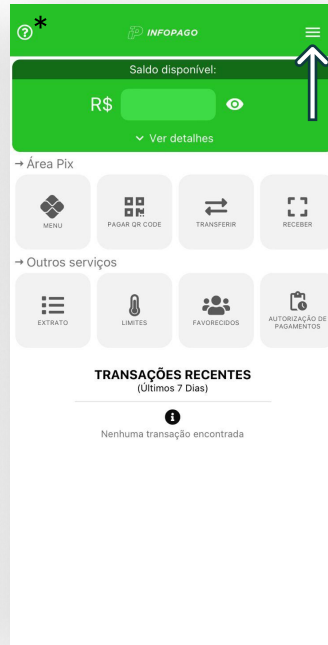 *
INFOPAGO
Saldo disponível:
R$
Ver detalhes
→ Área Pix
MENU
PAGAR QR CODE
TRANSFERIR
RECEBER
→ Outros serviços
EXTRATO
LIMITES
FAVORECIDOS
AUTORIZAÇÃO DE
PAGAMENTOS
TRANSAÇÕES RECENTES
(Últimos 7 Dias)
Nenhuma transação encontrada